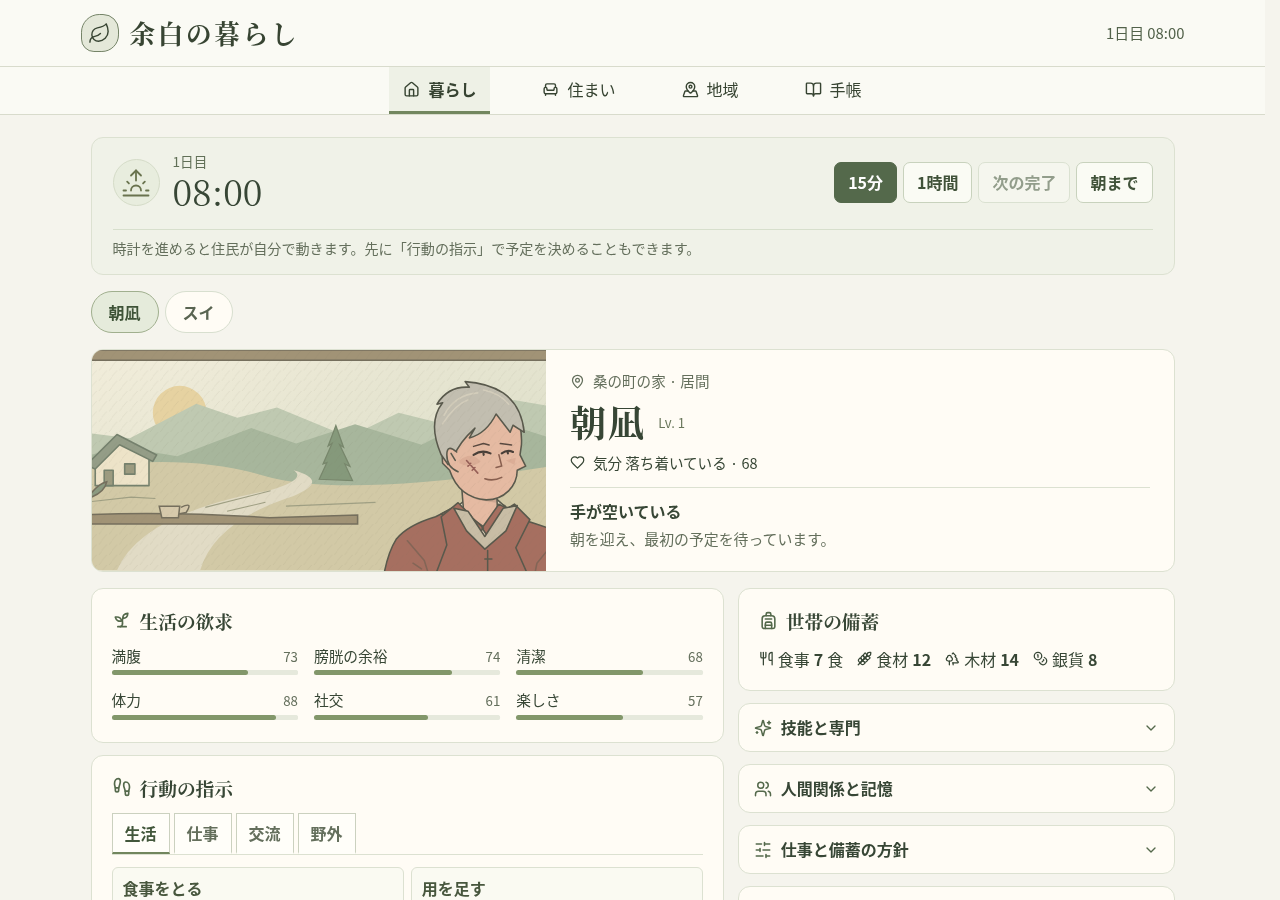 余白の暮らし
1日目 08:00
暮らし
住まい
地域
手帳
1日目
08:00
15分
1時間
次の完了
朝まで
時計を進めると住民が自分で動きます。先に「行動の指示」で予定を決めることもできます。
朝凪
スイ
桑の町の家・居間
朝凪 Lv. 1
気分 落ち着いている・68
手が空いている
朝を迎え、最初の予定を待っています。
生活の欲求
満腹 73
膀胱の余裕 74
清潔 68
体力 88
社交 61
楽しさ 57
行動の指示
生活
仕事
交流
野外
食事をとる
用を足す
世帯の備蓄
食事 7 食 食材 12 木材 14 銀貨 8
技能と専門
人間関係と記憶
仕事と備蓄の方針